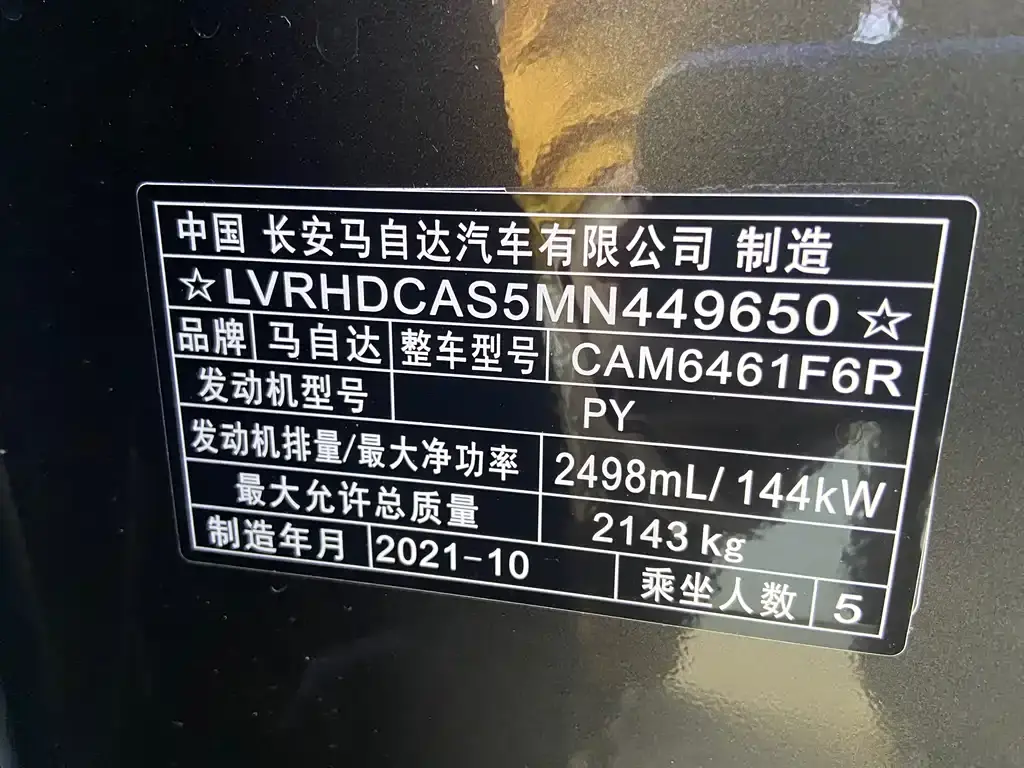 中国 长安马自达汽车有限公司 制造
☆LVRHDCAS5MN449650☆
品牌 马自达 整车型号 CAM6461F6R
发动机型号 PY
发动机排量/最大净功率 2498mL/ 144kW
最大允许总质量 2143 kg
制造年月 2021-10 乘坐人数 5